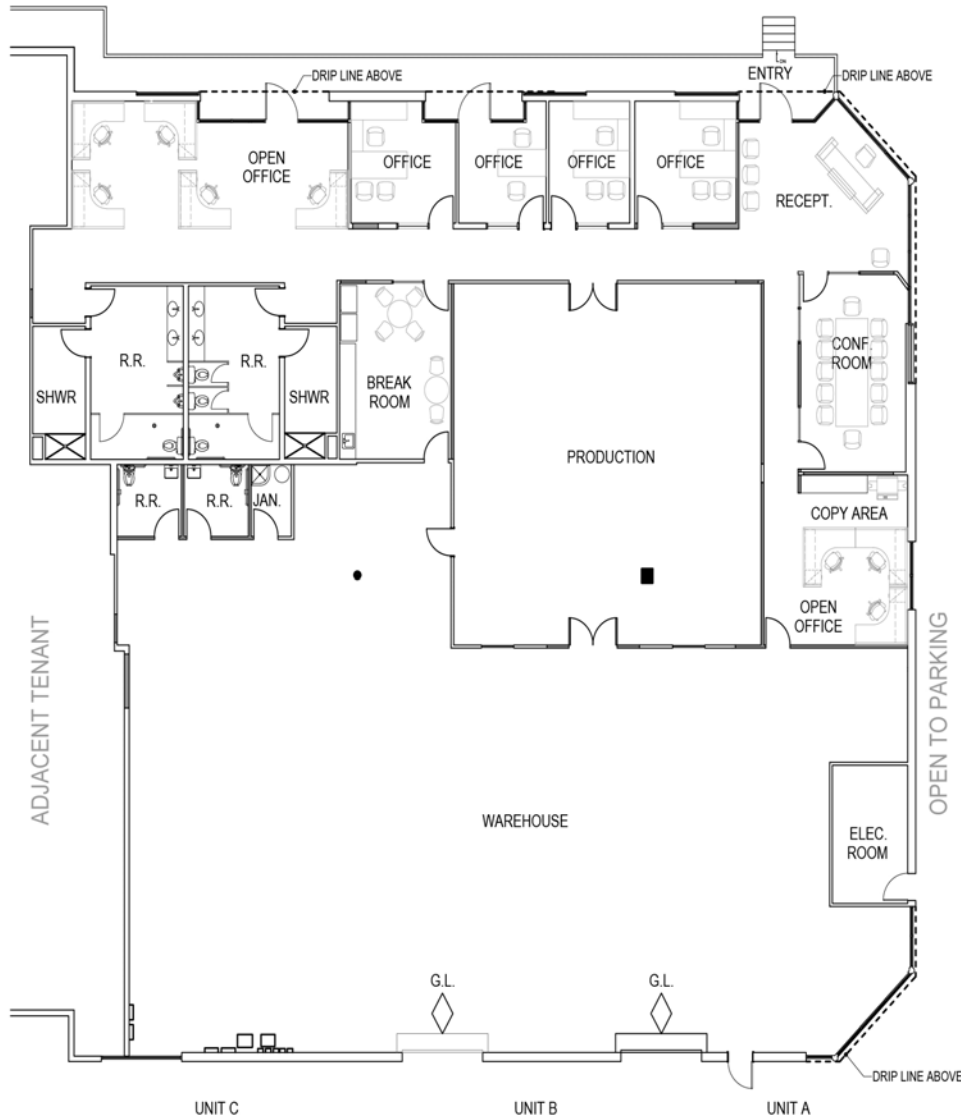 DN
ENTRY
DRIP LINE ABOVE
DRIP LINE ABOVE
OPEN
OFFICE
OFFICE
OFFICE
OFFICE
OFFICE
RECEPT.
R.R.
R.R.
SHWR
SHWR
BREAK
ROOM
CONF.
ROOM
PRODUCTION
R.R.
R.R.
JAN.
COPY AREA
OPEN
OFFICE
ADJACENT TENANT
OPEN TO PARKING
WAREHOUSE
ELEC.
ROOM
G.L.
G.L.
DRIP LINE ABOVE
UNIT C
UNIT B
UNIT A